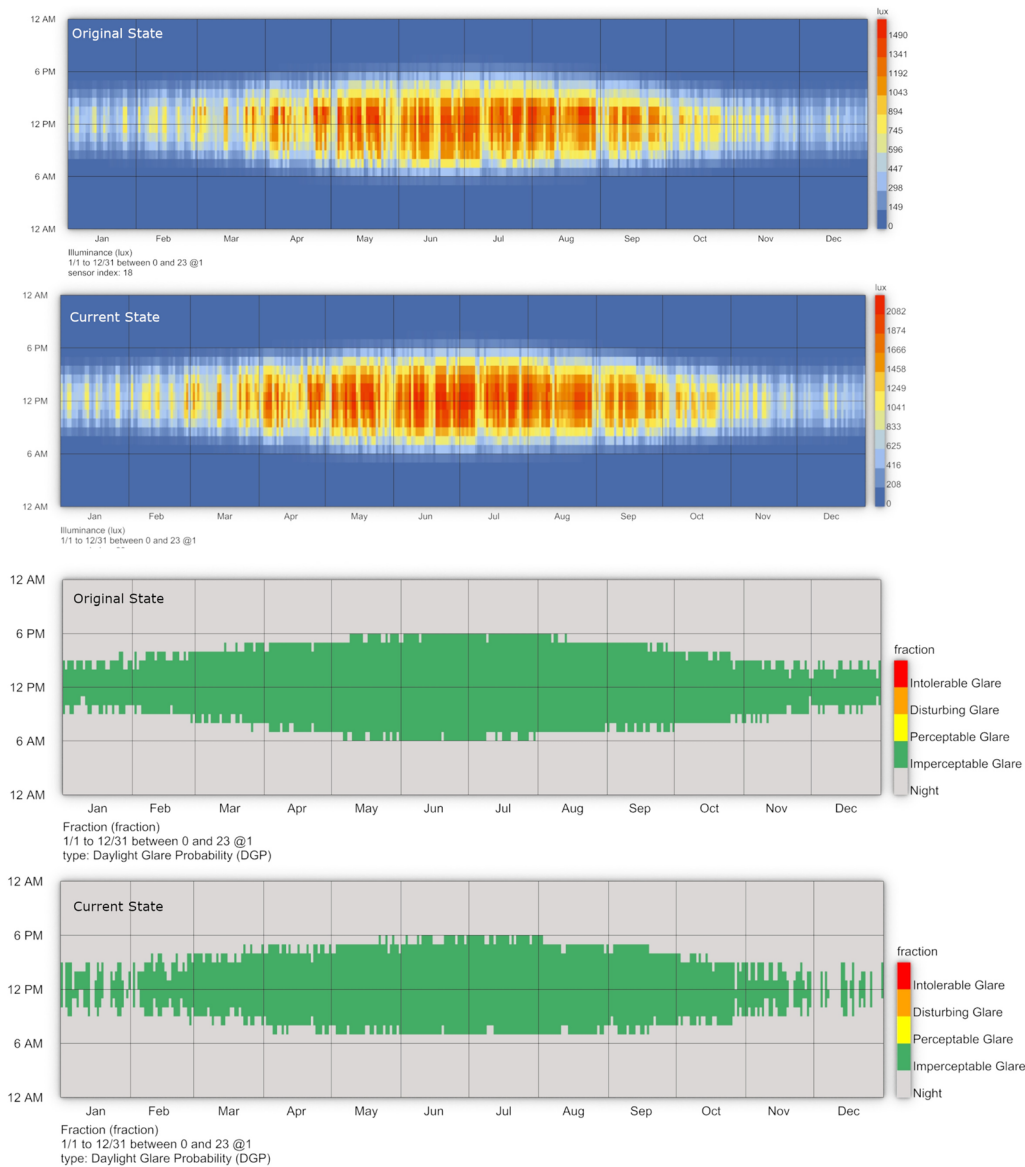 lux
12 AM
Original State
1490
1341
6 PM
1192
1043
894
12 PM
745
596
447
6 AM
298
149
12 AM
0
Jan Feb Mar Apr May Jun Jul Aug Sep Oct Nov Dec
Illuminance (lux)
1/1 to 12/31 between 0 and 23 @1
sensor index: 18
lux
12 AM
Current State
2082
1874
6 PM
1666
1458
1249
12 PM
1041
833
625
6 AM
416
208
12 AM
0
Jan Feb Mar Apr May Jun Jul Aug Sep Oct Nov Dec
Illuminance (lux)
1/1 to 12/31 between 0 and 23 @1
12 AM
Original State
6 PM
fraction
12 PM
Intolerable Glare
Disturbing Glare
Perceptable Glare
6 AM
Imperceptable Glare
Night
12 AM
Jan Feb Mar Apr May Jun Jul Aug Sep Oct Nov Dec
Fraction (fraction)
1/1 to 12/31 between 0 and 23 @1
type: Daylight Glare Probability (DGP)
12 AM
Current State
6 PM
fraction
12 PM
Intolerable Glare
Disturbing Glare
Perceptable Glare
6 AM
Imperceptable Glare
Night
12 AM
Jan Feb Mar Apr May Jun Jul Aug Sep Oct Nov Dec
Fraction (fraction)
1/1 to 12/31 between 0 and 23 @1
type: Daylight Glare Probability (DGP)